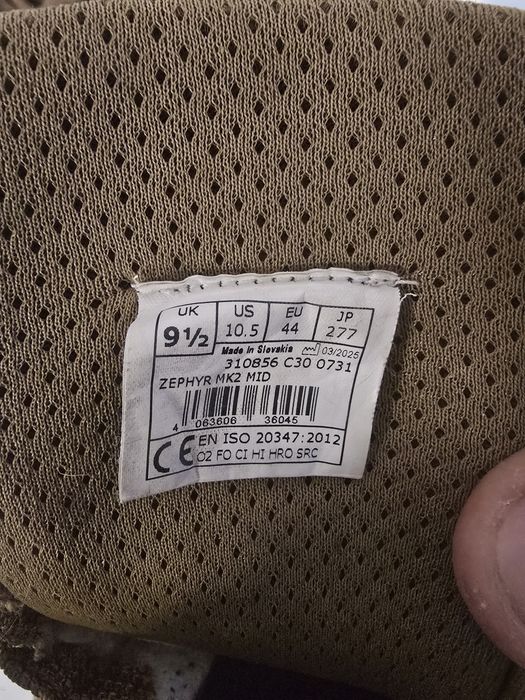 UK US EU JP
9½ 10.5 44 277
Made in Slovakia 03/2025
310856 C30 0731
ZEPHYR MK2 MID
4 063606 36045
CE EN ISO 20347:2012
O2 FO CI HI HRO SRC